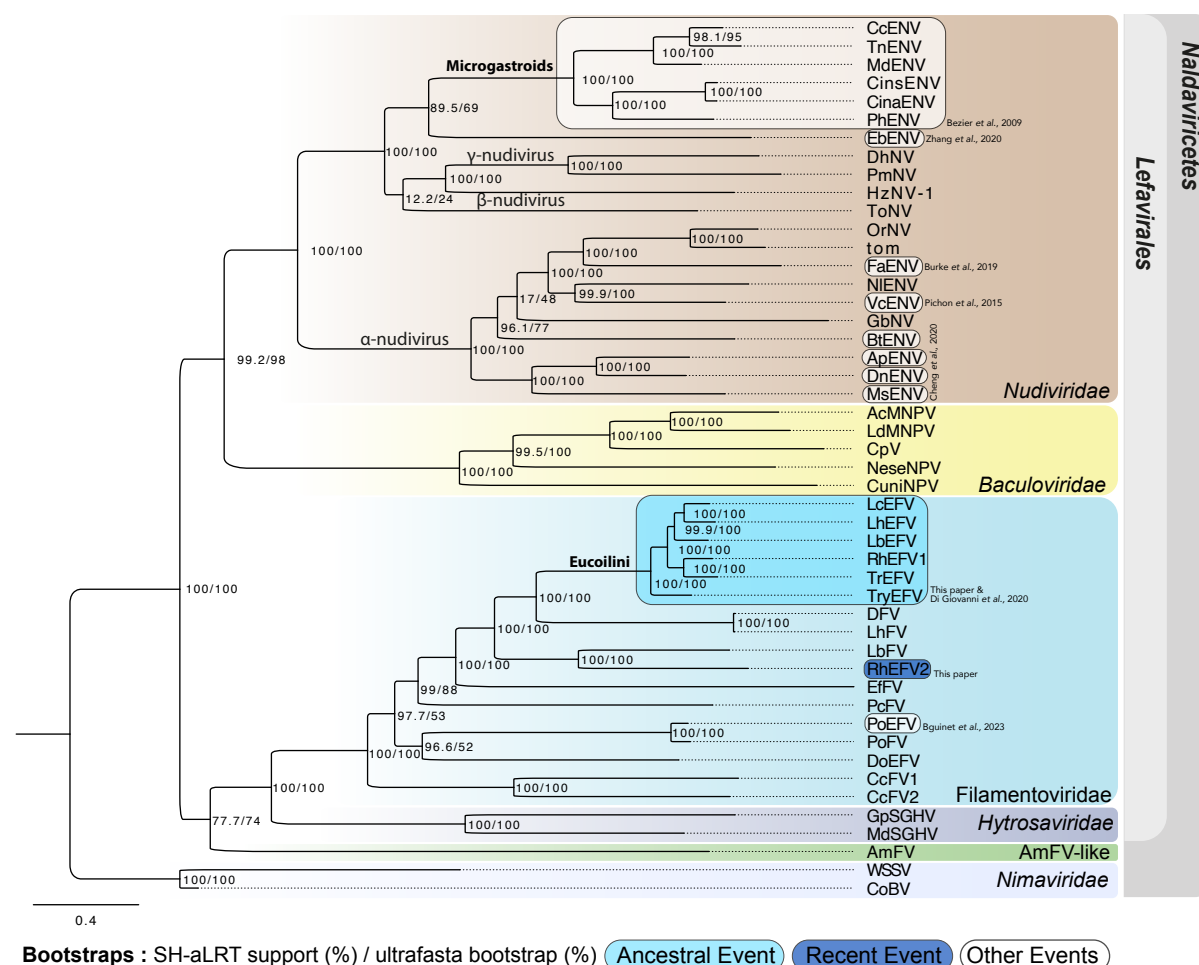 CcENV
98.1/95
TnENV
100/100
MdENV
Microgastroids
100/100
CinsENV
100/100
CinaENV
100/100
PhENV
Bezier et al., 2009
89.5/69
EbENV
Zhang et al., 2020
100/100
γ-nudivirus
DhNV
100/100
PmNV
100/100
HzNV-1
12.2/24
β-nudivirus
ToNV
OrNV
100/100
tom
100/100
100/100
FaENV
Burke et al., 2019
100/100
NlENV
99.9/100
17/48
VcENV
Pichon et al., 2015
GbNV
96.1/77
α-nudivirus
BtENV
100/100
99.2/98
ApENV
100/100
DnENV
100/100
MsENV
Cheng et al., 2020
Nudiviridae
AcMNPV
100/100
LdMNPV
100/100
CpV
99.5/100
NeseNPV
100/100
CuniNPV
Baculoviridae
LcEFV
100/100
LhEFV
99.9/100
LbEFV
100/100
RhEFV1
Eucoilini
100/100
TrEFV
100/100
TryEFV
This paper &
Di Giovanni et al., 2020
100/100
100/100
DFV
100/100
LhFV
100/100
LbFV
100/100
100/100
RhEFV2
This paper
EfFV
99/88
PcFV
97.7/53
PoEFV
Bguinet et al., 2023
100/100
PoFV
96.6/52
100/100
DoEFV
CcFV1
100/100
100/100
CcFV2
Filamentoviridae
GpSGHV
77.7/74
100/100
MdSGHV
Hytrosaviridae
AmFV
AmFV-like
WSSV
100/100
CoBV
Nimaviridae
Lefavirales
Naldaviricetes
0.4
Bootstraps : SH-aLRT support (%) / ultrafasta bootstrap (%) Ancestral Event Recent Event Other Events